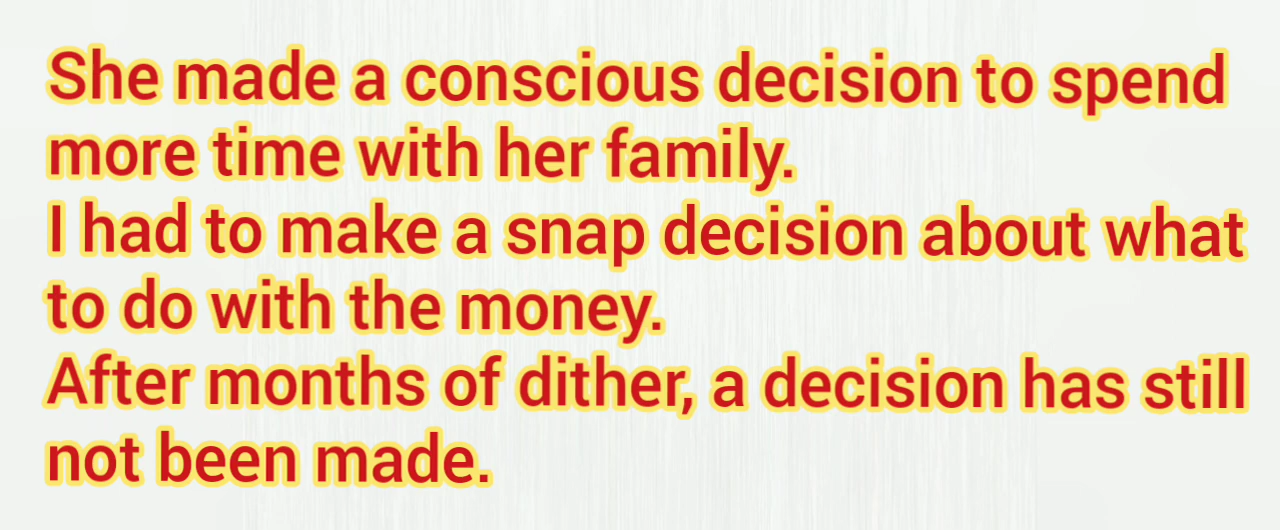 She made a conscious decision to spend
more time with her family.
I had to make a snap decision about what
to do with the money.
After months of dither, a decision has still
not been made.